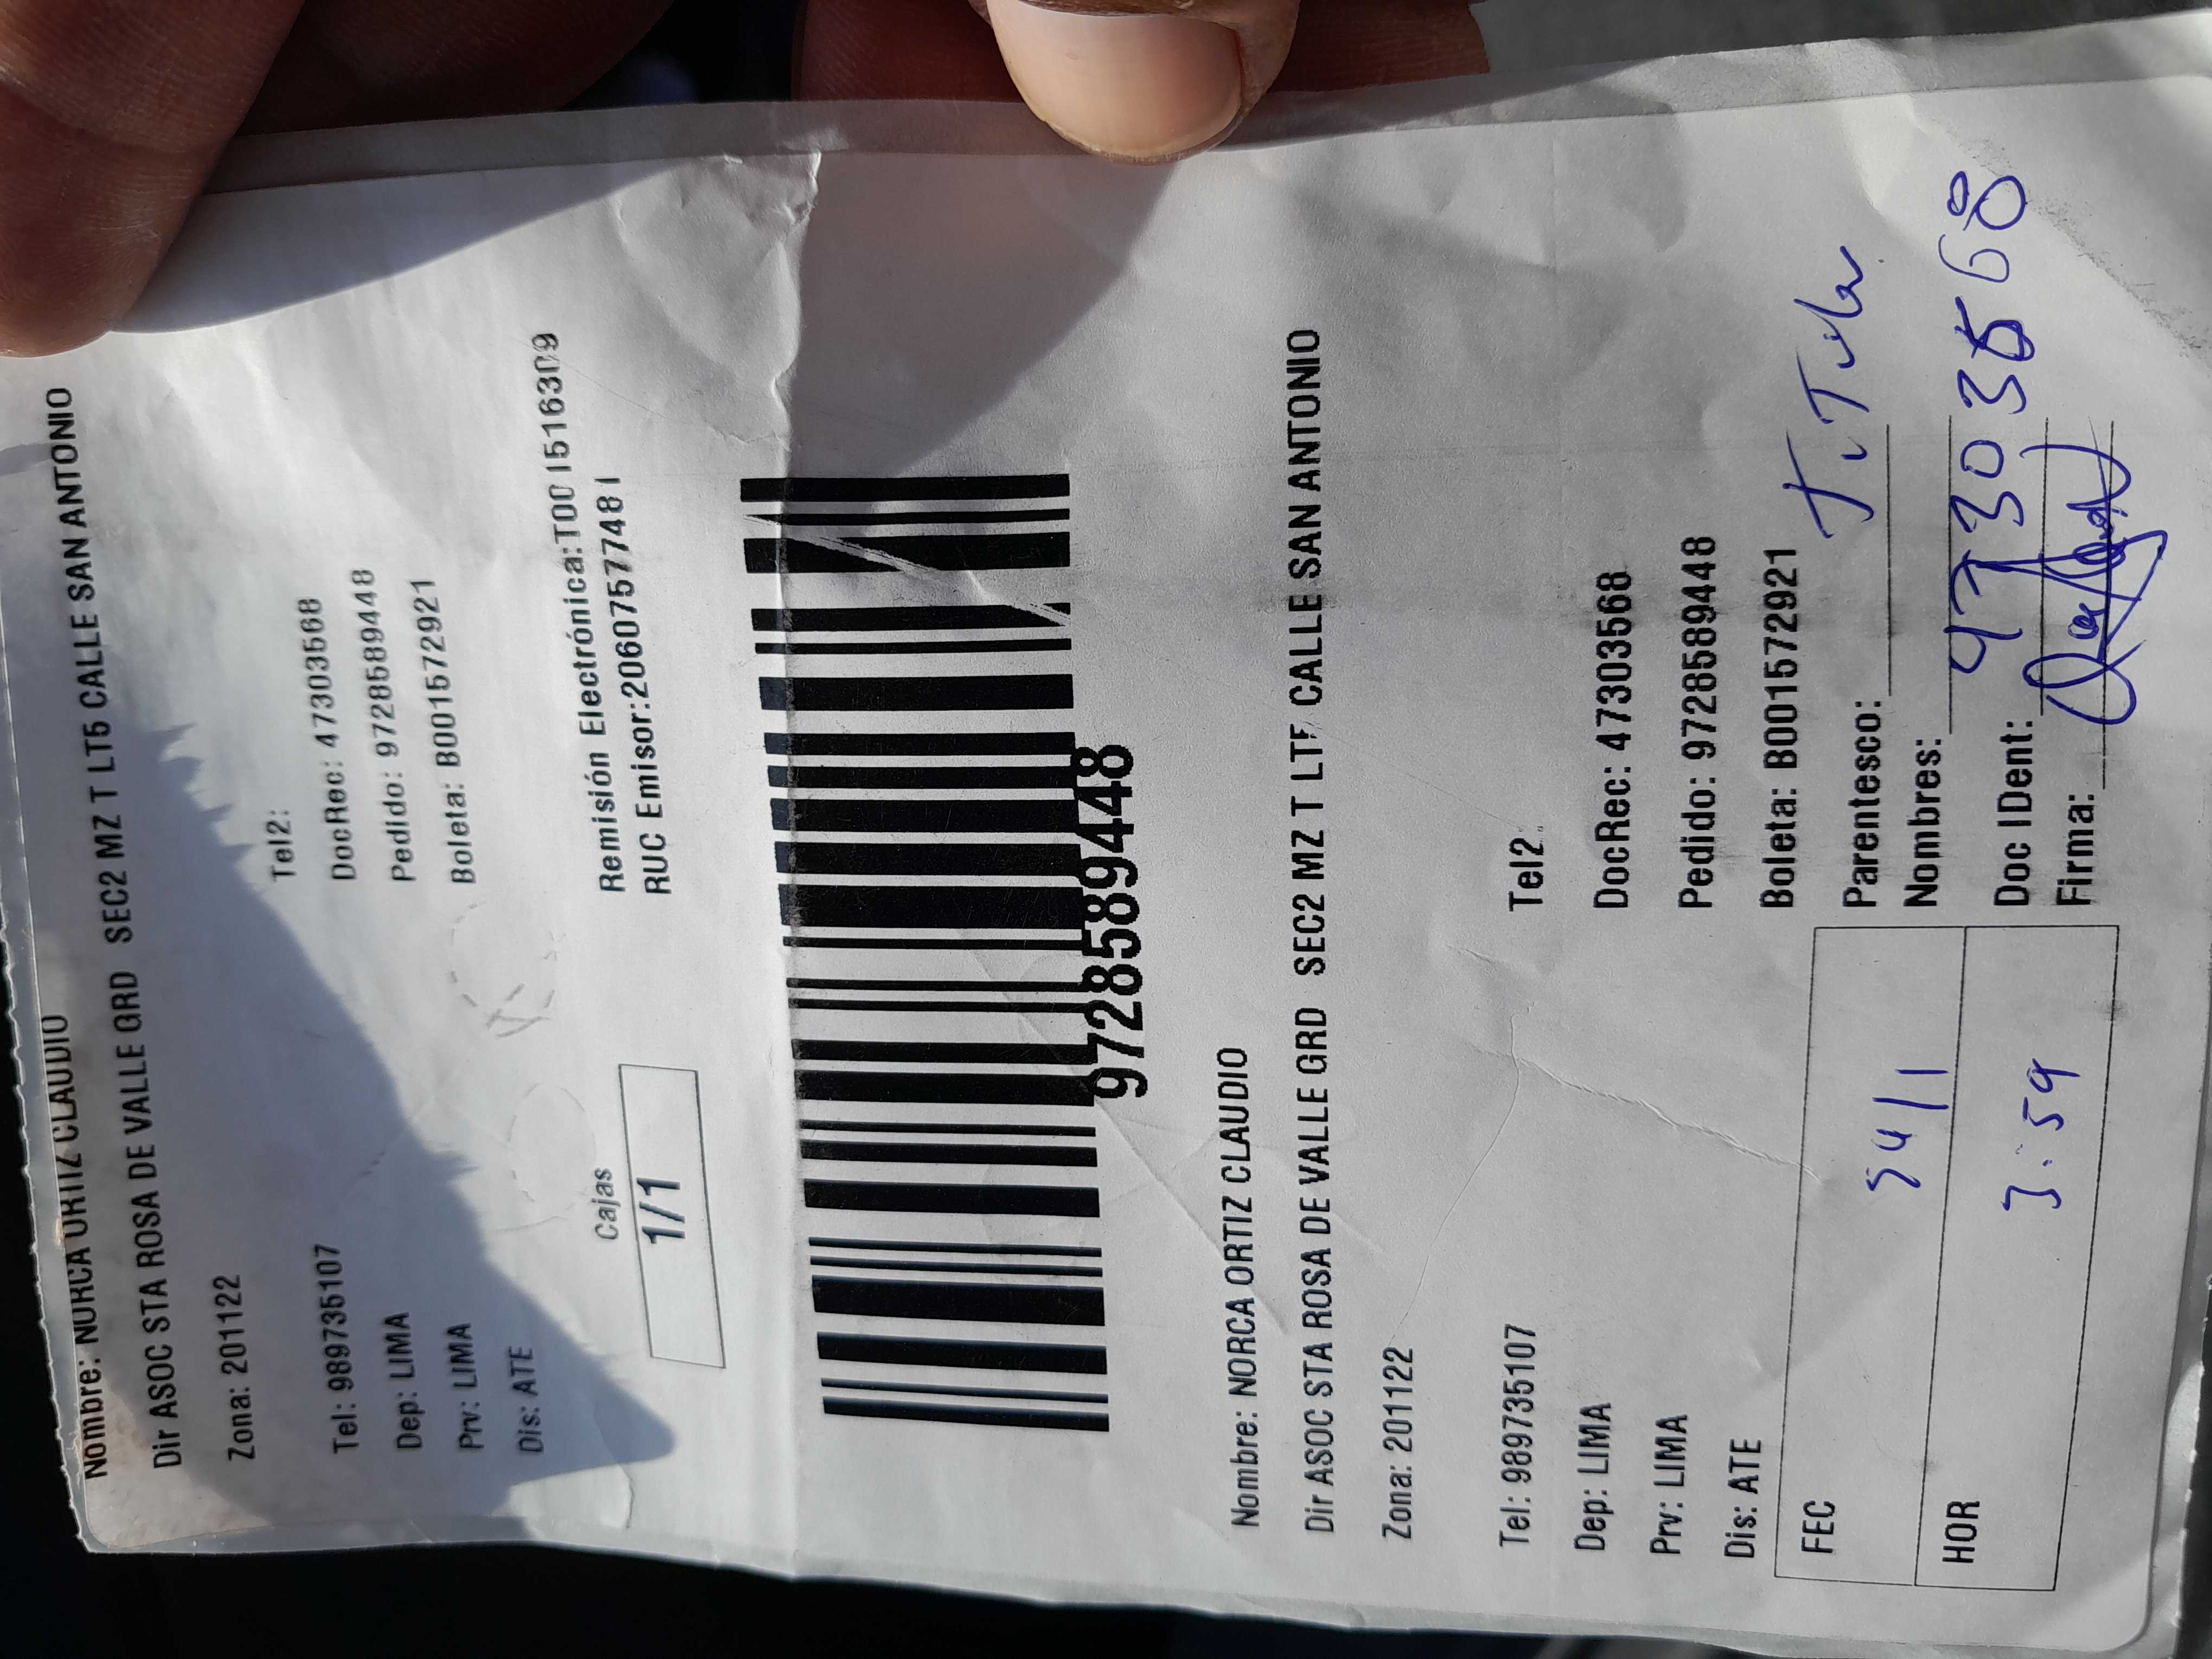 Nombre: NORCA ORTIZ CLAUDIO
Dir ASOC STA ROSA DE VALLE GRD SEC2 MZ T LT5 CALLE SAN ANTONIO
Zona: 201122
Tel: 989735107 Tel2:
Dep: LIMA DocRec: 47303568
Prv: LIMA Pedido: 97285589448
Dis: ATE Boleta: B001572921
Cajas
1/1
Remisión Electrónica:T001516309
RUC Emisor:20607577481
97285589448
Nombre: NORCA ORTIZ CLAUDIO
Dir ASOC STA ROSA DE VALLE GRD SEC2 MZ T LT5 CALLE SAN ANTONIO
Zona: 201122
Tel: 989735107 Tel2
Dep: LIMA DocRec: 47303568
Prv: LIMA Pedido: 97285589448
Dis: ATE Boleta: B001572921
FEC
HOR 3:59
Parentesco: Titular
Nombres:
Doc IDent: 47303568
Firma: